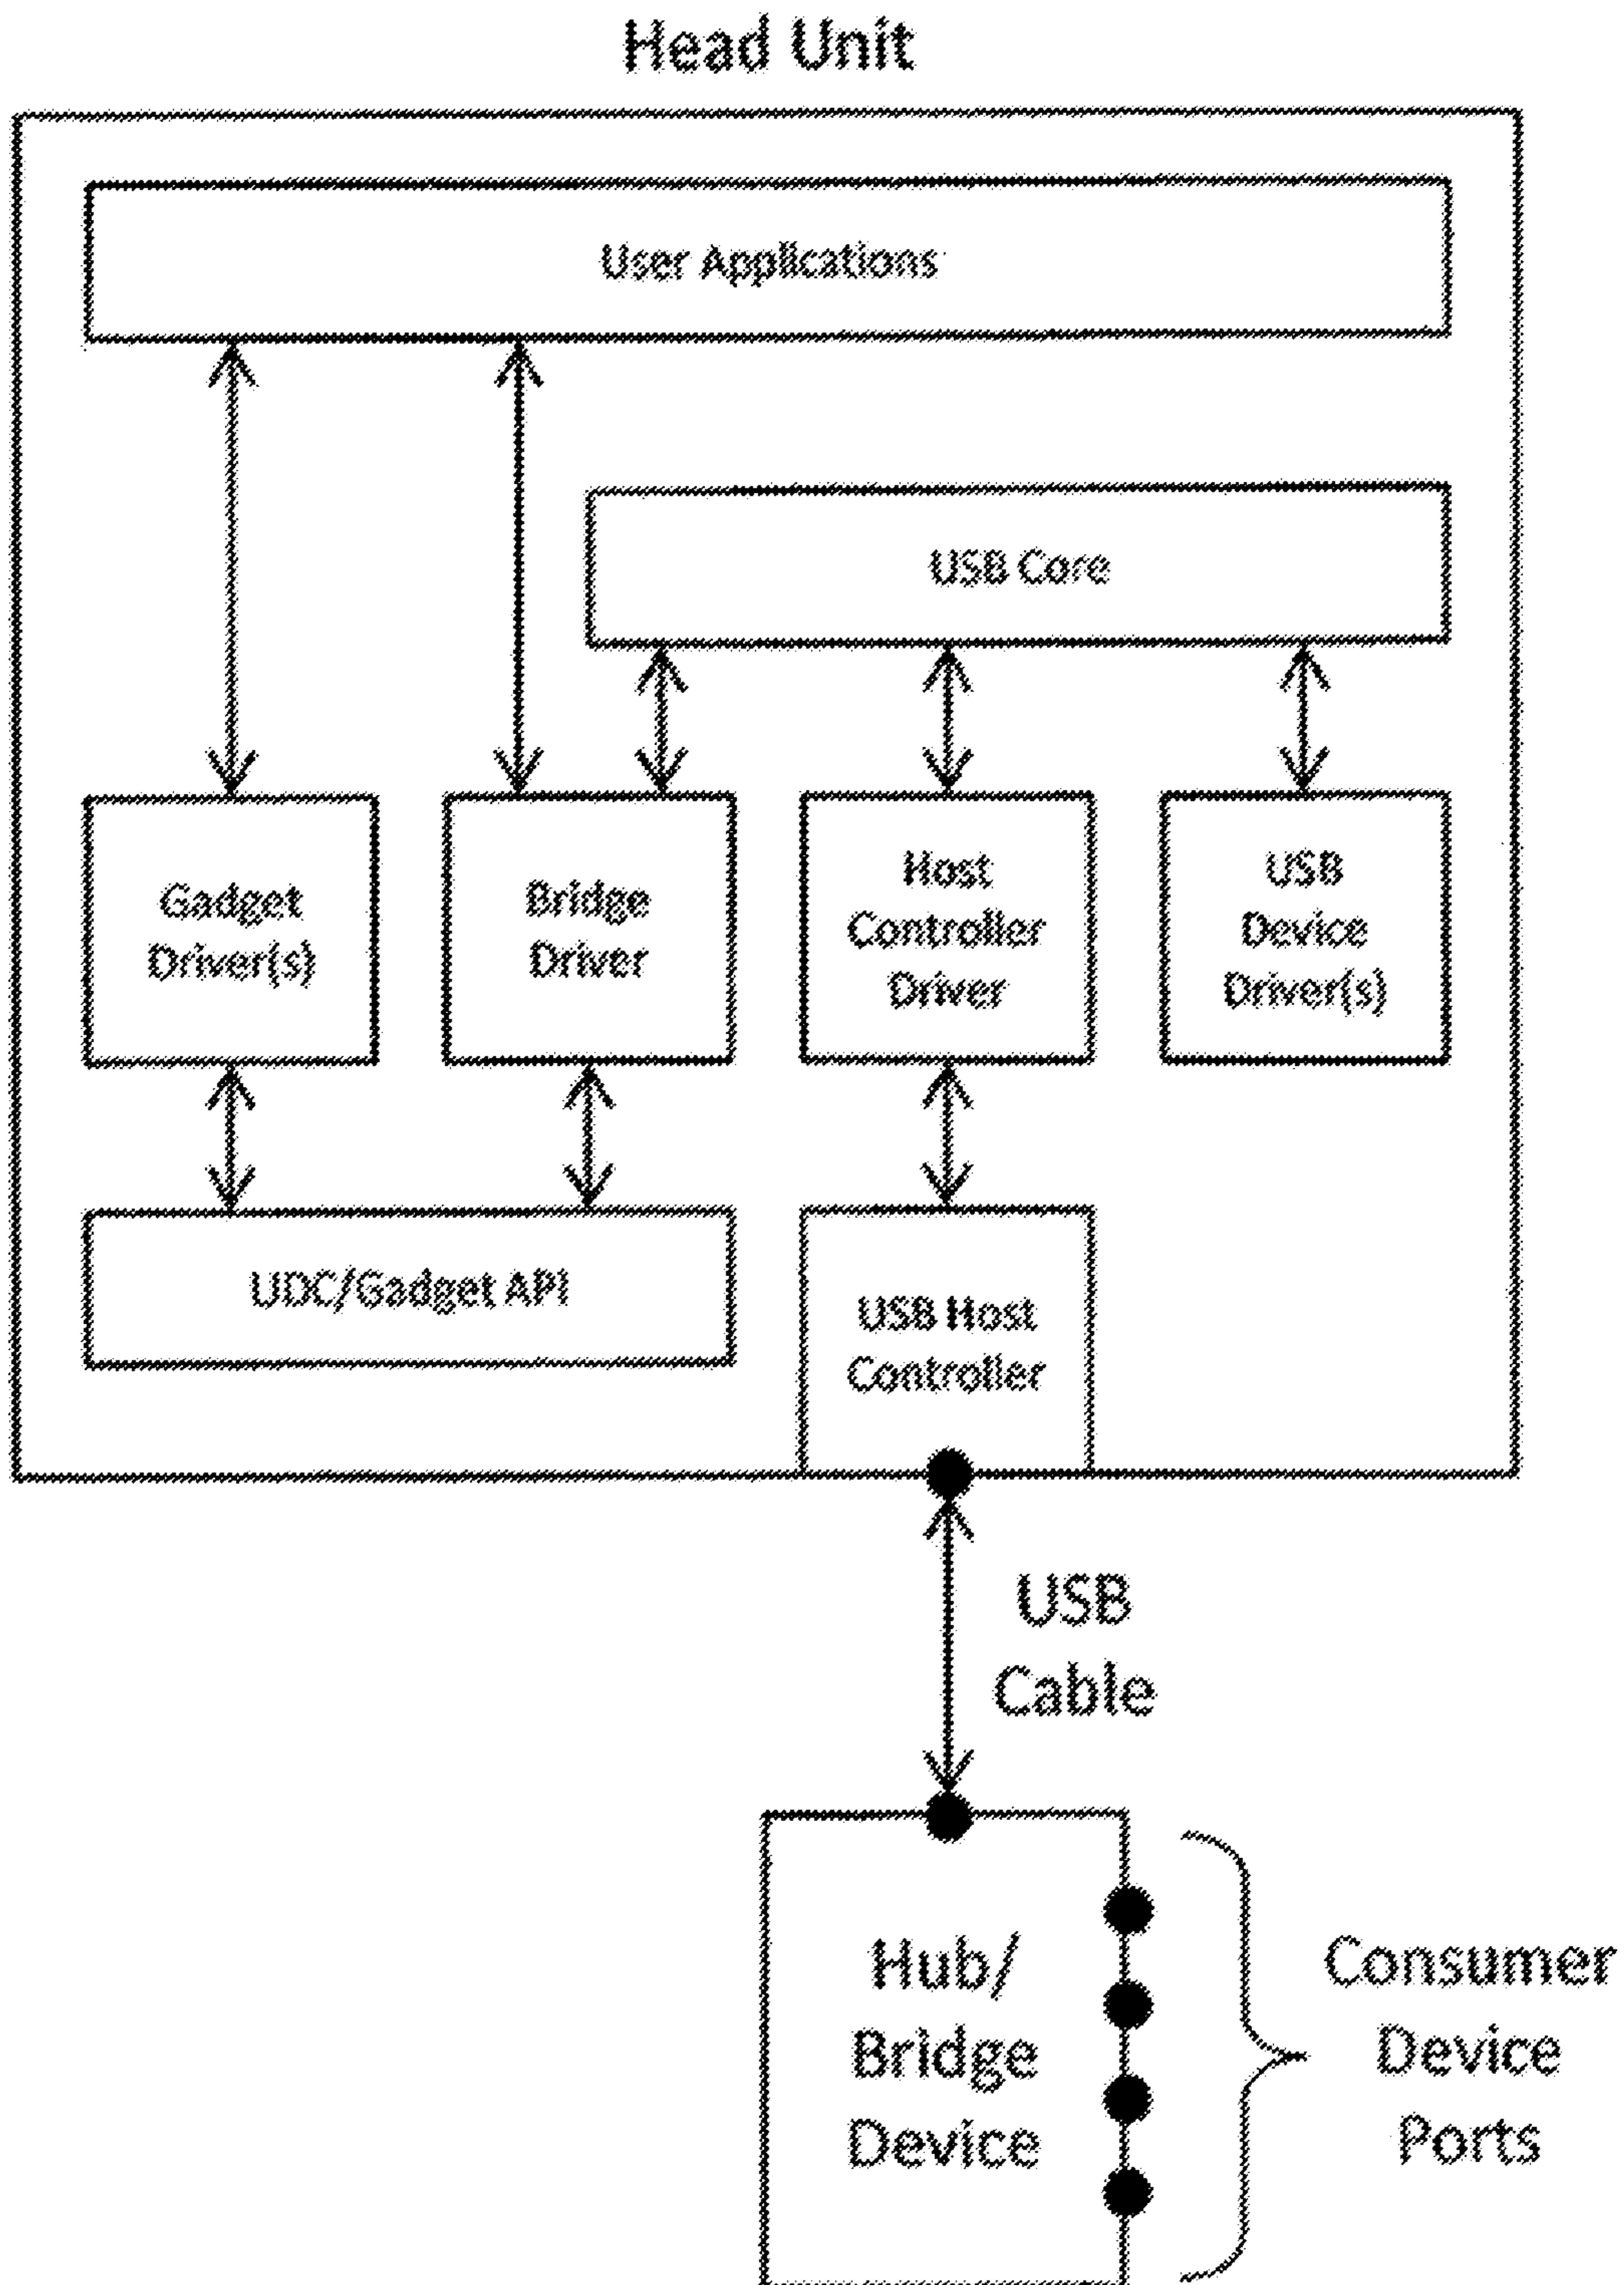 Head Unit
User Applications
USB Core
Gadget
Driver(s)
Bridge
Driver
Host
Controller
Driver
USB
Device
Driver(s)
UDC/Gadget API
USB Host
Controller
USB
Cable
Hub/
Bridge
Device
Consumer
Device
Ports